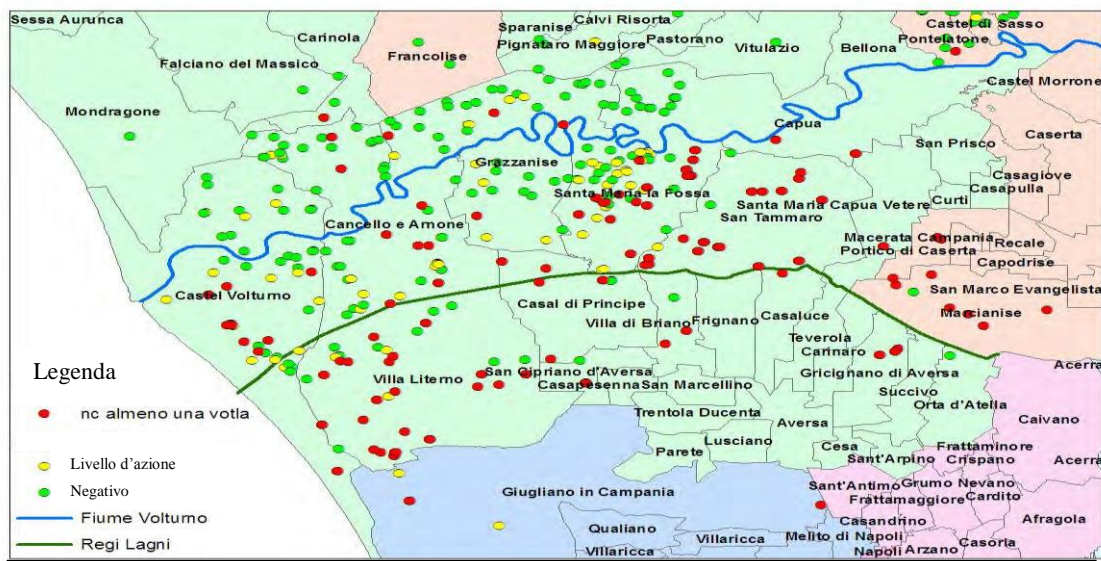 Sessa Aurunca
Carinola
Sparanise
Calvi Risorta
Castel di Sasso
Pignataro Maggiore
Pastorano
Pontelatone
Francolise
Vitulazio
Bellona
Falciano del Massico
Castel Morrone
Mondragone
Capua
Caserta
San Prisco
Grazzanise
Casagiove
Casapulla
Santa Maria la Fossa
Santa Maria Capua Vetere
Curti
San Tammaro
Cancello e Arnone
Macerata Campania
Recale
Portico di Caserta
Capodrise
Castel Volturno
San Marco Evangelista
Casal di Principe
Marcianise
Villa di Briano
Frignano
Casaluce
Teverola
Carinaro
Acerra
Legenda
Villa Literno
San Cipriano d'Aversa
Gricignano di Aversa
Casapesenna
San Marcellino
Succivo
nc almeno una votla
Trentola Ducenta
Orta d'Atella
Caivano
Aversa
Lusciano
Parete
Cesa
Frattaminore
Livello d'azione
Sant'Arpino
Crispano
Acerra
Negativo
Giugliano in Campania
Sant'Antimo
Grumo Nevano
Frattamaggiore
Cardito
Fiume Volturno
Qualiano
Casandrino
Afragola
Villaricca
Melito di Napoli
Casoria
Regi Lagni
Villaricca
Napoli
Arzano